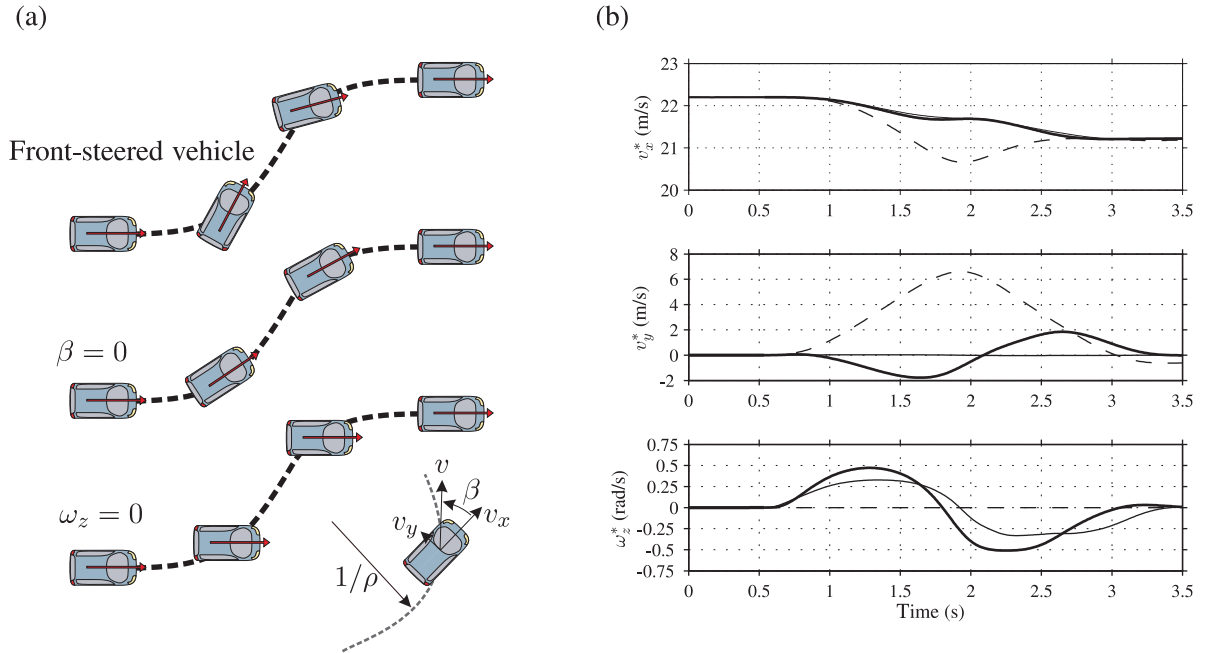 (a)
Front-steered vehicle
β = 0
ω_z = 0
v
β
v_x
v_y
1/ρ
(b)
23
22
21
20
v_x^* (m/s)
0 0.5 1 1.5 2 2.5 3 3.5
8
6
4
2
0
-2
v_y^* (m/s)
0 0.5 1 1.5 2 2.5 3 3.5
0.75
0.5
0.25
0
-0.25
-0.5
-0.75
ω_z^* (rad/s)
0 0.5 1 1.5 2 2.5 3 3.5
Time (s)